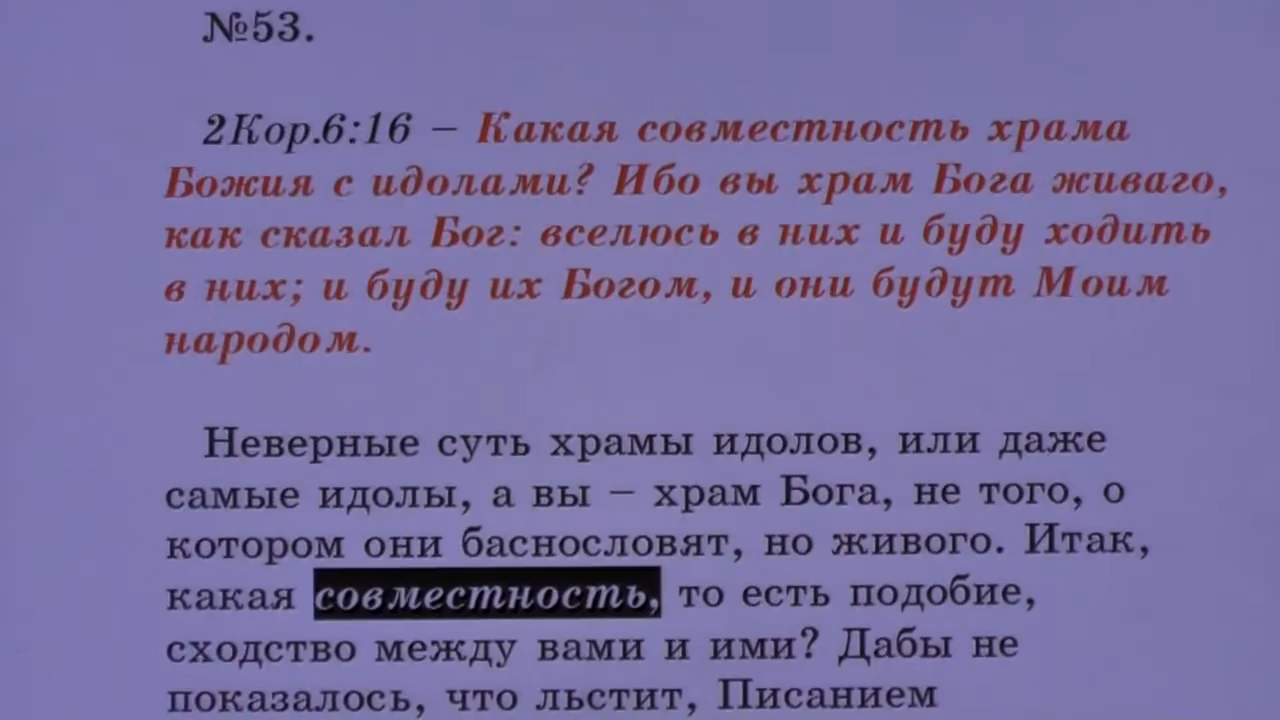 №53.
2Кор.6:16 – Какая совместность храма
Божия с идолами? Ибо вы храм Бога живаго,
как сказал Бог: вселюсь в них и буду ходить
в них; и буду их Богом, и они будут Моим
народом.
Неверные суть храмы идолов, или даже
самые идолы, а вы – храм Бога, не того, о
котором они баснословят, но живого. Итак,
какая совместность, то есть подобие,
сходство между вами и ими? Дабы не
показалось, что льстит, Писанием